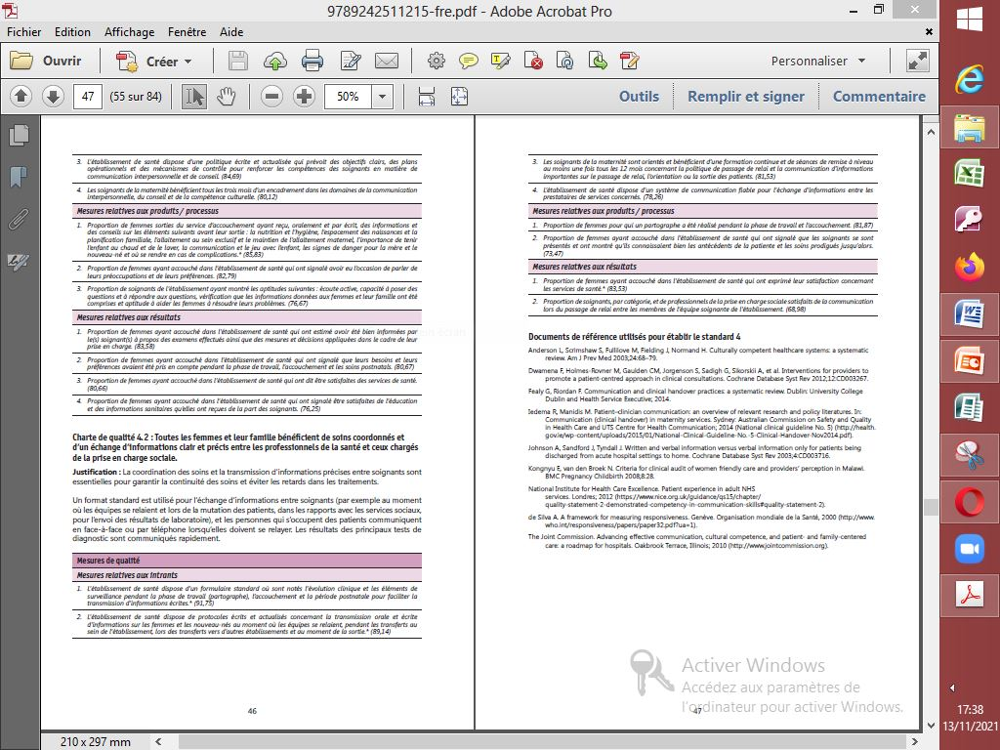 9789242511215-fre.pdf - Adobe Acrobat Pro
Fichier Edition Affichage Fenêtre Aide
Ouvrir Créer Personnaliser
47 (55 sur 84) 50% Outils Remplir et signer Commentaire
3. L'établissement de santé dispose d'une politique écrite et actualisée qui prévoit des objectifs clairs, des plans
opérationnels et des mécanismes de contrôle pour renforcer les compétences des soignants en matière de
communication interpersonnelle et de conseil. (84,69)
4. Les soignants de la maternité bénéficient tous les trois mois d'un encadrement dans les domaines de la communication
interpersonnelle, du conseil et de la compétence culturelle. (80,12)
Mesures relatives aux produits / processus
1. Proportion de femmes sorties du service d'accouchement ayant reçu, oralement et par écrit, des informations et
des conseils sur les éléments suivants avant leur sortie : la nutrition et l'hygiène, l'espacement des naissances et la
planification familiale, l'allaitement au sein exclusif et le maintien de l'allaitement maternel, l'importance de tenir
l'enfant au chaud et de le laver, la communication et le jeu avec l'enfant, les signes de danger pour la mère et le
nouveau-né et où se rendre en cas de complications.* (85,83)
2. Proportion de femmes ayant accouché dans l'établissement de santé qui ont signalé avoir eu l'occasion de parler de
leurs préoccupations et de leurs préférences. (82,79)
3. Proportion de soignants de l'établissement ayant montré les aptitudes suivantes : écoute active, capacité à poser des
questions et à répondre aux questions, vérification que les informations données aux femmes et leur famille ont été
comprises et aptitude à aider les femmes à résoudre leurs problèmes. (76,67)
Mesures relatives aux résultats
1. Proportion de femmes ayant accouché dans l'établissement de santé qui ont estimé avoir été bien informées par
le(s) soignant(s) à propos des examens effectués ainsi que des mesures et décisions appliquées dans le cadre de leur
prise en charge. (83,58)
2. Proportion de femmes ayant accouché dans l'établissement de santé qui ont signalé que leurs besoins et leurs
préférences avaient été pris en compte pendant la phase de travail, l'accouchement et les soins postnatals. (80,67)
3. Proportion de femmes ayant accouché dans l'établissement de santé qui ont dit être satisfaites des services de santé.
(80,66)
4. Proportion de femmes ayant accouché dans l'établissement de santé qui ont signalé être satisfaites de l'éducation
et des informations sanitaires qu'elles ont reçues de la part des soignants. (76,25)
Charte de qualité 4.2 : Toutes les femmes et leur famille bénéficient de soins coordonnés et
d'un échange d'informations clair et précis entre les professionnels de la santé et ceux chargés
de la prise en charge sociale.
Justification : La coordination des soins et la transmission d'informations précises entre soignants sont
essentielles pour garantir la continuité des soins et éviter les retards dans les traitements.
Un format standard est utilisé pour l'échange d'informations entre soignants (par exemple au moment
où les équipes se relaient et lors de la mutation des patients, dans les rapports avec les services sociaux,
pour l'envoi des résultats de laboratoire), et les personnes qui s'occupent des patients communiquent
en face-à-face ou par téléphone lorsqu'elles doivent se relayer. Les résultats des principaux tests de
diagnostic sont communiqués rapidement.
Mesures de qualité
Mesures relatives aux intrants
1. L'établissement de santé dispose d'un formulaire standard où sont notés l'évolution clinique et les éléments de
surveillance pendant la phase de travail (partographe), l'accouchement et la période postnatale pour faciliter la
transmission d'informations écrites.* (91,75)
2. L'établissement de santé dispose de protocoles écrits et actualisés concernant la transmission orale et écrite
d'informations sur les femmes et les nouveau-nés au moment où les équipes se relaient, pendant les transferts au
sein de l'établissement, lors des transferts vers d'autres établissements et au moment de la sortie.* (89,14)
46
3. Les soignants de la maternité sont orientés et bénéficient d'une formation continue et de séances de remise à niveau
au moins une fois tous les 12 mois concernant la politique de passage de relai et la communication d'informations
importantes sur le passage de relai, l'orientation ou la sortie des patients. (81,53)
4. L'établissement de santé dispose d'un système de communication fiable pour l'échange d'informations entre les
prestataires de services concernés. (78,26)
Mesures relatives aux produits / processus
1. Proportion de femmes pour qui un partographe a été réalisé pendant la phase de travail et l'accouchement. (81,87)
2. Proportion de femmes ayant accouché dans l'établissement de santé qui ont signalé que les soignants se sont
présentés et ont montré qu'ils connaissaient bien les antécédents de la patiente et les soins prodigués jusqu'alors.
(73,47)
Mesures relatives aux résultats
1. Proportion de femmes ayant accouché dans l'établissement de santé qui ont exprimé leur satisfaction concernant
les services de santé.* (83,53)
2. Proportion de soignants, par catégorie, et de professionnels de la prise en charge sociale satisfaits de la communication
lors du passage de relai entre les membres de l'équipe soignante de l'établissement. (68,98)
Documents de référence utilisés pour établir le standard 4
Anderson L, Scrimshaw S, Fullilove M, Fielding J, Normand H. Culturally competent healthcare systems: a systematic
review. Am J Prev Med 2003;24:68–79.
Dwamena F, Holmes-Rovner M, Gaulden CM, Jorgenson S, Sadigh G, Sikorskii A, et al. Interventions for providers to
promote a patient-centred approach in clinical consultations. Cochrane Database Syst Rev 2012;12:CD003267.
Fealy G, Riordan F. Communication and clinical handover practices: a systematic review. Dublin: University College
Dublin and Health Service Executive; 2014.
Iedema R, Manidis M. Patient–clinician communication: an overview of relevant research and policy literatures. In:
Communication (clinical handover) in maternity services. Sydney: Australian Commission on Safety and Quality
in Health Care and UTS Centre for Health Communication; 2014 (National clinical guideline No. 5) (http://health.
gov.ie/wp-content/uploads/2015/01/National-Clinical-Guideline-No.-5-Clinical-Handover-Nov2014.pdf).
Johnson A, Sandford J, Tyndall J. Written and verbal information versus verbal information only for patients being
discharged from acute hospital settings to home. Cochrane Database Syst Rev 2003;4:CD003716.
Kongnyu E, van den Broek N. Criteria for clinical audit of women friendly care and providers' perception in Malawi.
BMC Pregnancy Childbirth 2008;8:28.
National Institute for Health Care Excellence. Patient experience in adult NHS
services. Londres; 2012 (https://www.nice.org.uk/guidance/qs15/chapter/
quality-statement-2-demonstrated-competency-in-communication-skills#quality-statement-2).
de Silva A. A framework for measuring responsiveness. Genève. Organisation mondiale de la Santé, 2000 (http://www.
who.int/responsiveness/papers/paper32.pdf?ua=1).
The Joint Commission. Advancing effective communication, cultural competence, and patient- and family-centered
care: a roadmap for hospitals. Oakbrook Terrace, Illinois; 2010 (http://www.jointcommission.org).
47
Activer Windows
Accédez aux paramètres de
l'ordinateur pour activer Windows.
210 x 297 mm
17:38
13/11/2021